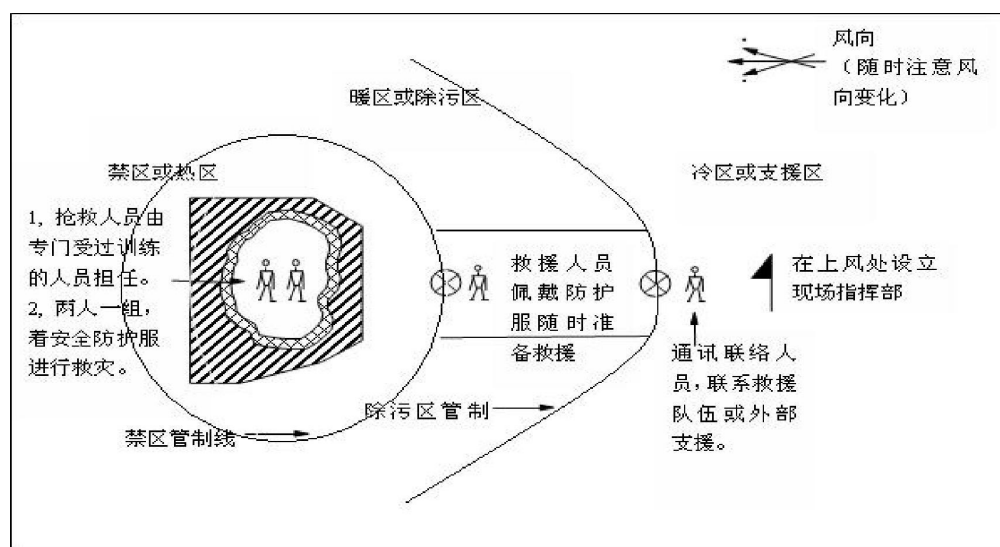 风向
（随时注意风
向变化）
暖区或除污区
禁区或热区
冷区或支援区
1, 抢救人员由
专门受过训练
的人员担任。
2, 两人一组，
着安全防护服
进行救灾。
救援人员
佩戴防护
服随时准
备救援
在上风处设立
现场指挥部
通讯联络人
员，联系救援
队伍或外部
支援。
除污区管制
禁区管制线